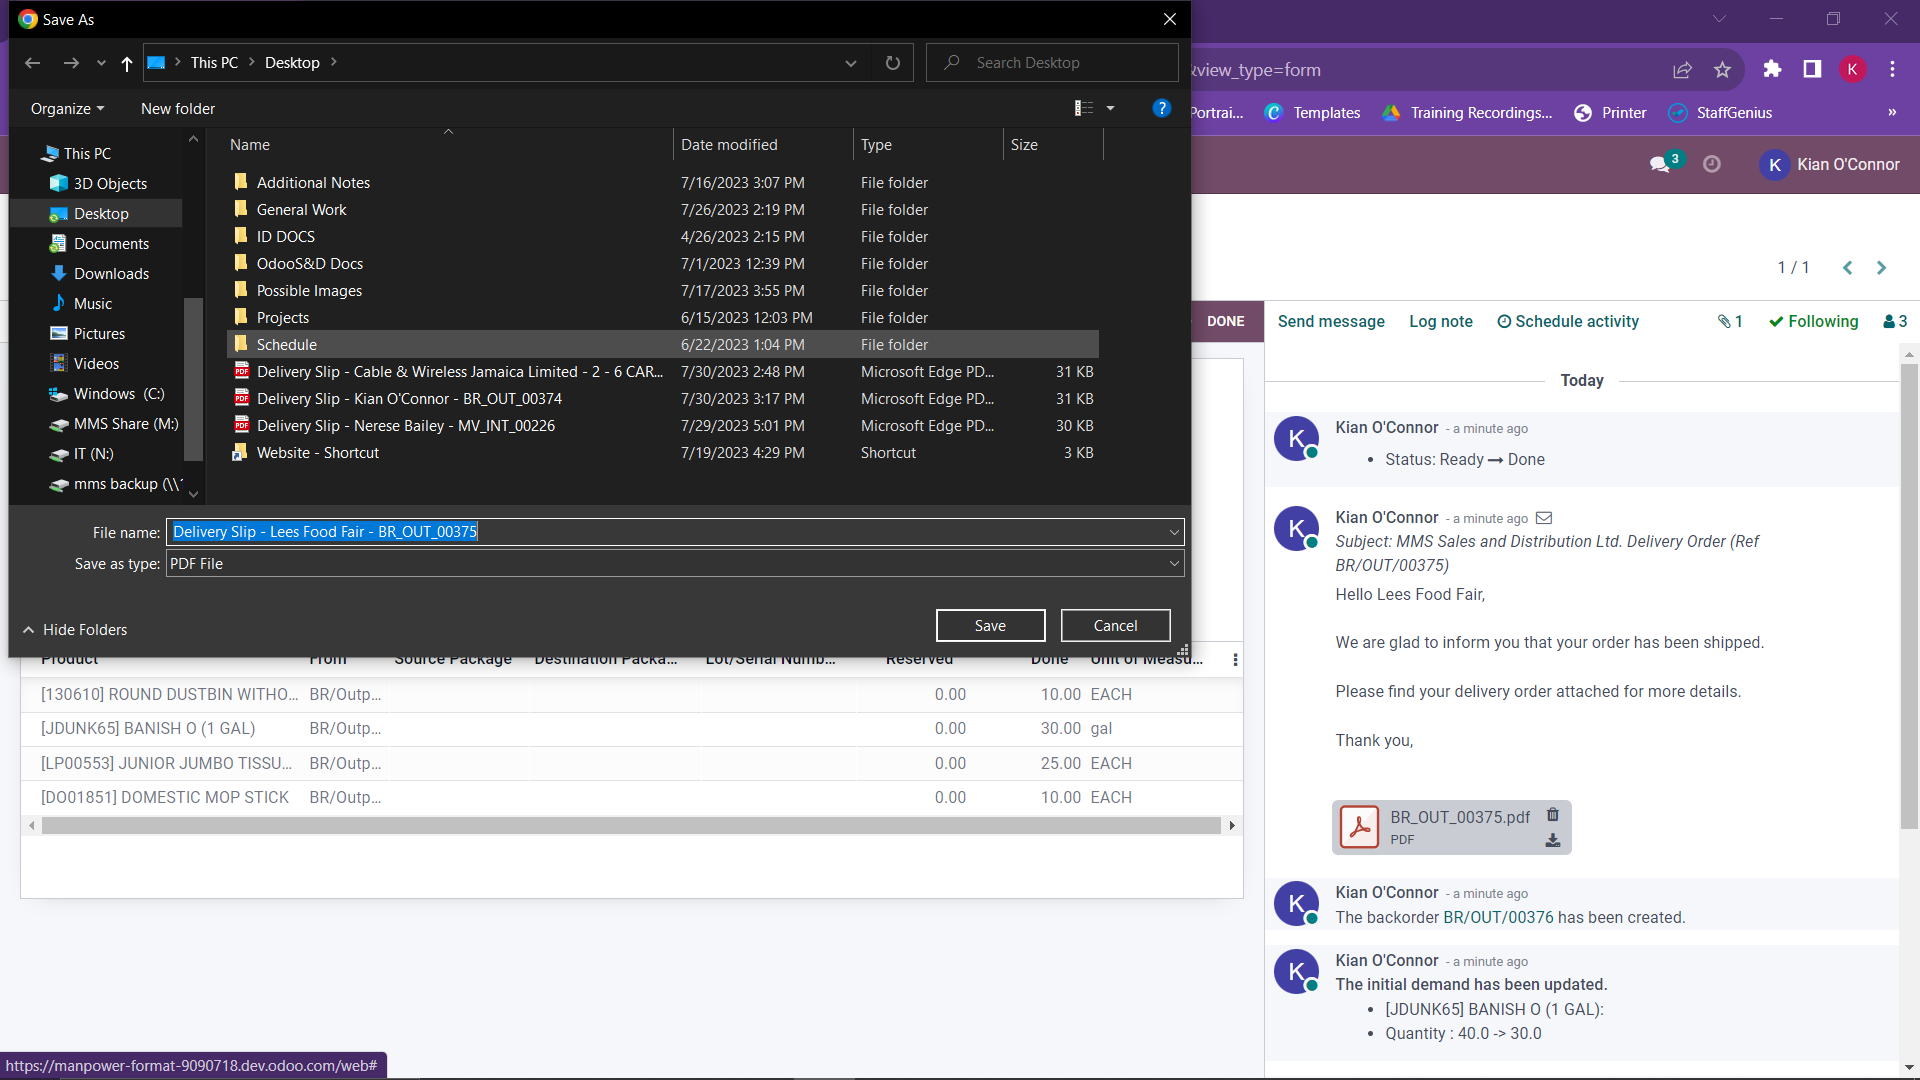 Save As
This PC
Desktop
Search Desktop
Organize
New folder
?
This PC
3D Objects
Desktop
Documents
Downloads
Music
Pictures
Videos
Windows (C:)
MMS Share (M:)
IT (N:)
mms backup (\\
Name Date modified Type Size
Additional Notes 7/16/2023 3:07 PM File folder
General Work 7/26/2023 2:19 PM File folder
ID DOCS 4/26/2023 2:15 PM File folder
OdooS&D Docs 7/1/2023 12:39 PM File folder
Possible Images 7/17/2023 3:55 PM File folder
Projects 6/15/2023 12:03 PM File folder
Schedule 6/22/2023 1:04 PM File folder
Delivery Slip - Cable & Wireless Jamaica Limited - 2 - 6 CAR... 7/30/2023 2:48 PM Microsoft Edge PD... 31 KB
Delivery Slip - Kian O'Connor - BR_OUT_00374 7/30/2023 3:17 PM Microsoft Edge PD... 31 KB
Delivery Slip - Nerese Bailey - MV_INT_00226 7/29/2023 5:01 PM Microsoft Edge PD... 30 KB
Website - Shortcut 7/19/2023 4:29 PM Shortcut 3 KB
File name: Delivery Slip - Lees Food Fair - BR_OUT_00375
Save as type: PDF File
Hide Folders
Save
Cancel
&view_type=form
K
Portrai...
Templates
Training Recordings...
Printer
StaffGenius
»
3
K Kian O'Connor
1 / 1
DONE
Send message
Log note
Schedule activity
1
Following
3
Product From Source Package Destination Packa... Lot/Serial Numb... Reserved Done Unit of Measu...
[130610] ROUND DUSTBIN WITHO... BR/Outp... 0.00 10.00 EACH
[JDUNK65] BANISH O (1 GAL) BR/Outp... 0.00 30.00 gal
[LP00553] JUNIOR JUMBO TISSU... BR/Outp... 0.00 25.00 EACH
[DO01851] DOMESTIC MOP STICK BR/Outp... 0.00 10.00 EACH
Today
K
Kian O'Connor - a minute ago
• Status: Ready → Done
K
Kian O'Connor - a minute ago
Subject: MMS Sales and Distribution Ltd. Delivery Order (Ref
BR/OUT/00375)
Hello Lees Food Fair,
We are glad to inform you that your order has been shipped.
Please find your delivery order attached for more details.
Thank you,
BR_OUT_00375.pdf
PDF
K
Kian O'Connor - a minute ago
The backorder BR/OUT/00376 has been created.
K
Kian O'Connor - a minute ago
The initial demand has been updated.
• [JDUNK65] BANISH O (1 GAL):
• Quantity : 40.0 -> 30.0
https://manpower-format-9090718.dev.odoo.com/web#